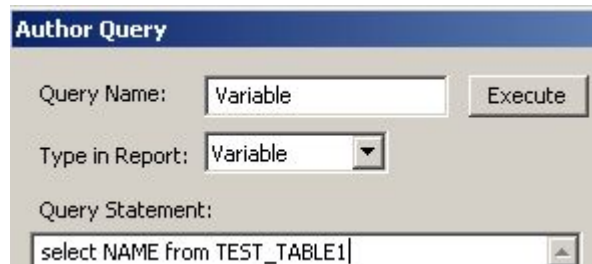 Author Query
Query Name: Variable Execute
Type in Report: Variable
Query Statement:
select NAME from TEST_TABLE1